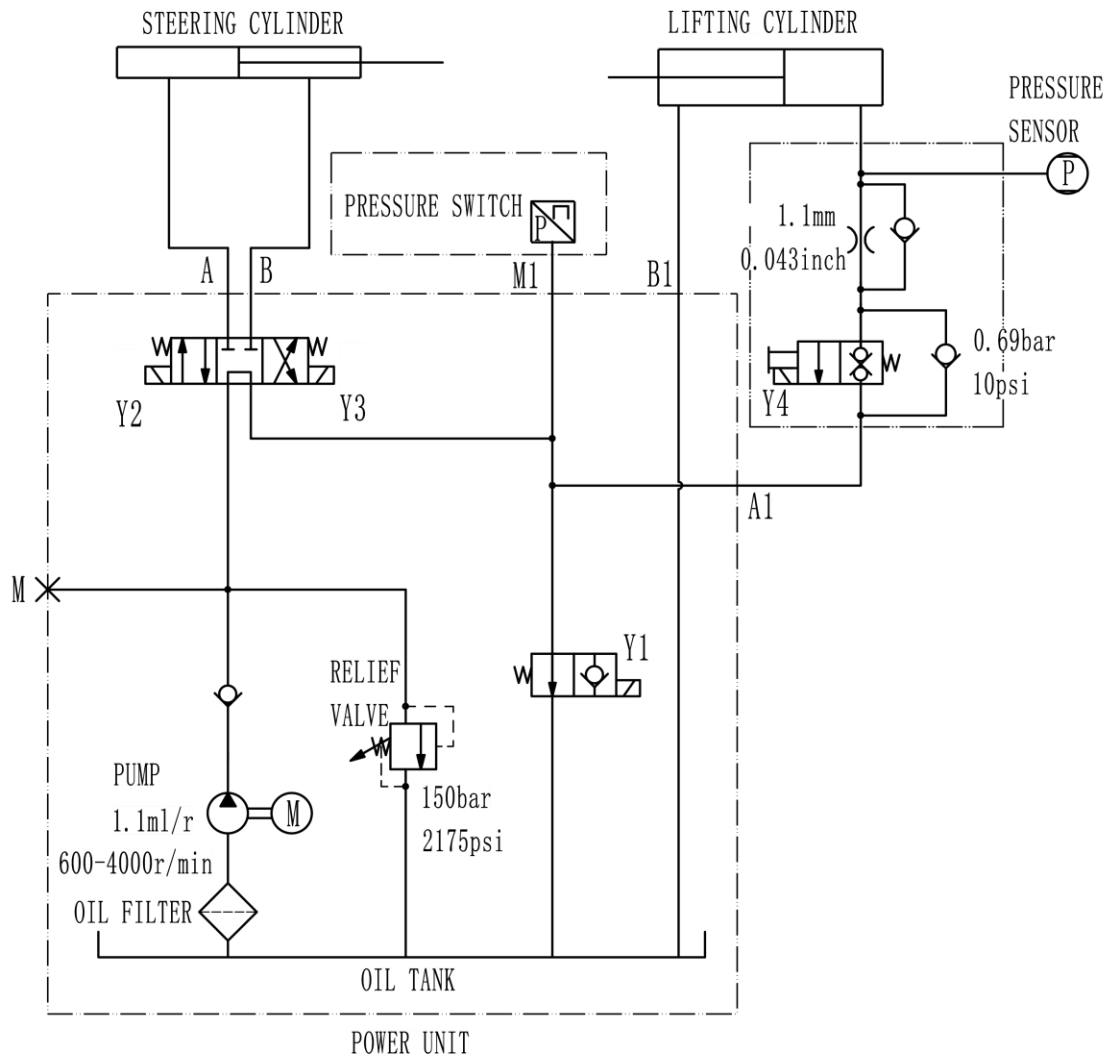 STEERING CYLINDER
LIFTING CYLINDER
PRESSURE
SENSOR
P
PRESSURE SWITCH
P
1.1mm
0.043inch
A
B
M1
B1
0.69bar
10psi
Y2
Y3
Y4
A1
M
Y1
RELIEF
VALVE
PUMP
1.1ml/r
600-4000r/min
M
150bar
2175psi
OIL FILTER
OIL TANK
POWER UNIT